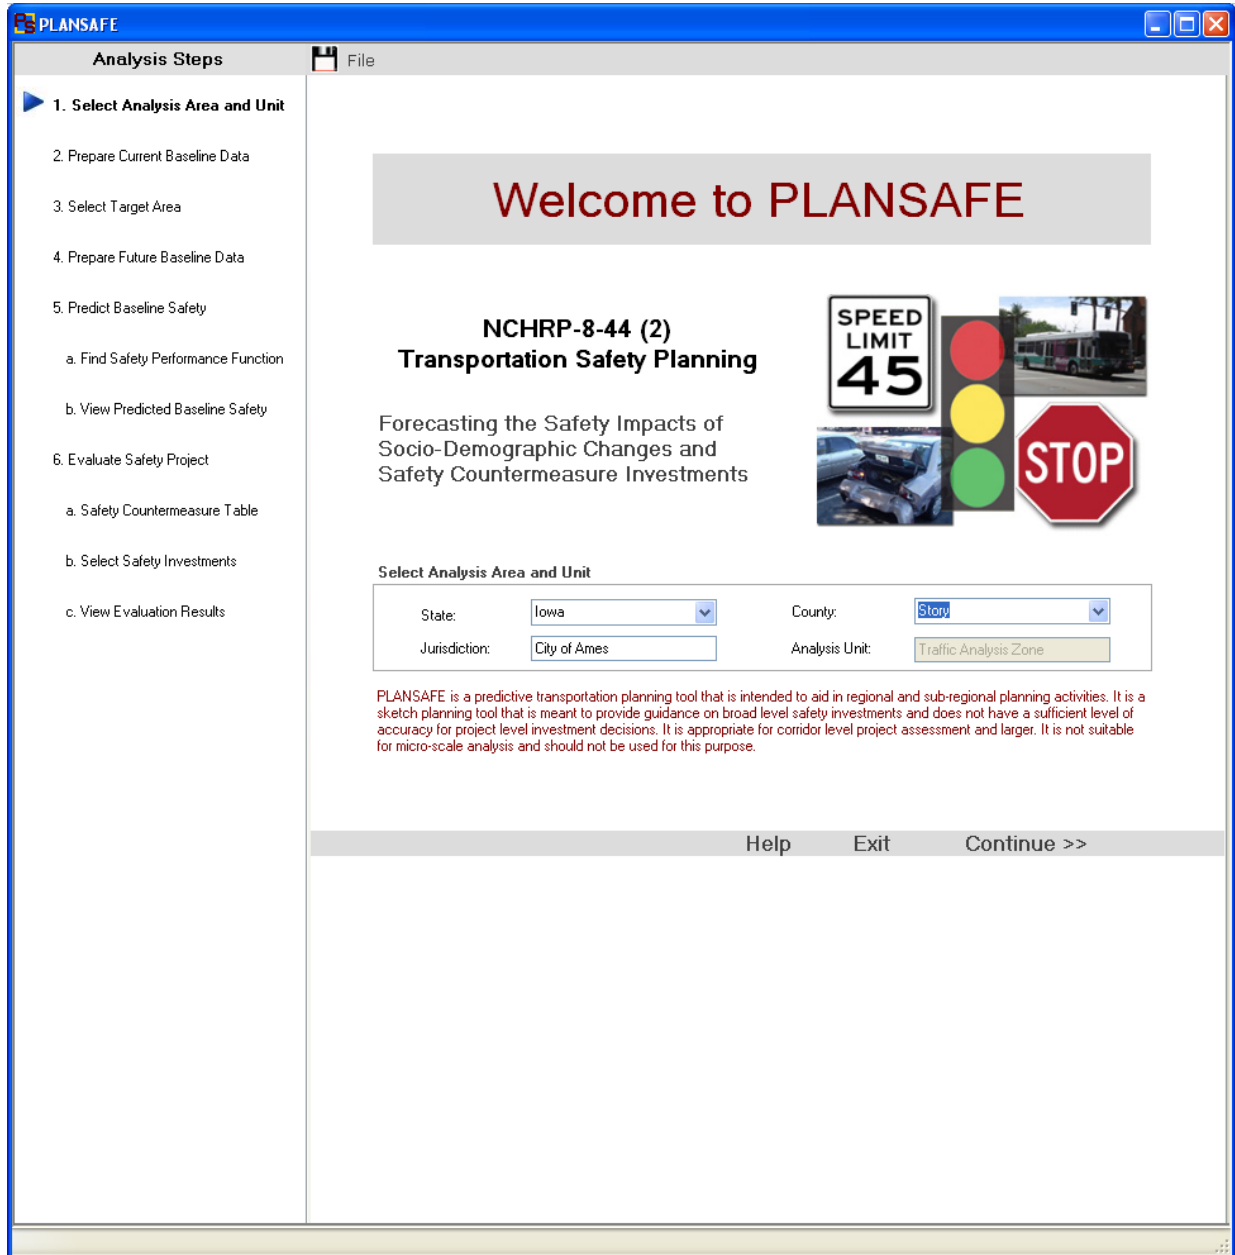 PS PLANSAFE
Analysis Steps
File
1. Select Analysis Area and Unit
2. Prepare Current Baseline Data
3. Select Target Area
4. Prepare Future Baseline Data
5. Predict Baseline Safety
a. Find Safety Performance Function
b. View Predicted Baseline Safety
6. Evaluate Safety Project
a. Safety Countermeasure Table
b. Select Safety Investments
c. View Evaluation Results
Welcome to PLANSAFE
NCHRP-8-44 (2)
Transportation Safety Planning
Forecasting the Safety Impacts of
Socio-Demographic Changes and
Safety Countermeasure Investments
SPEED
LIMIT
45
STOP
Select Analysis Area and Unit
State: Iowa County: Story
Jurisdiction: City of Ames Analysis Unit: Traffic Analysis Zone
PLANSAFE is a predictive transportation planning tool that is intended to aid in regional and sub-regional planning activities. It is a
sketch planning tool that is meant to provide guidance on broad level safety investments and does not have a sufficient level of
accuracy for project level investment decisions. It is appropriate for corridor level project assessment and larger. It is not suitable
for micro-scale analysis and should not be used for this purpose.
Help Exit Continue >>